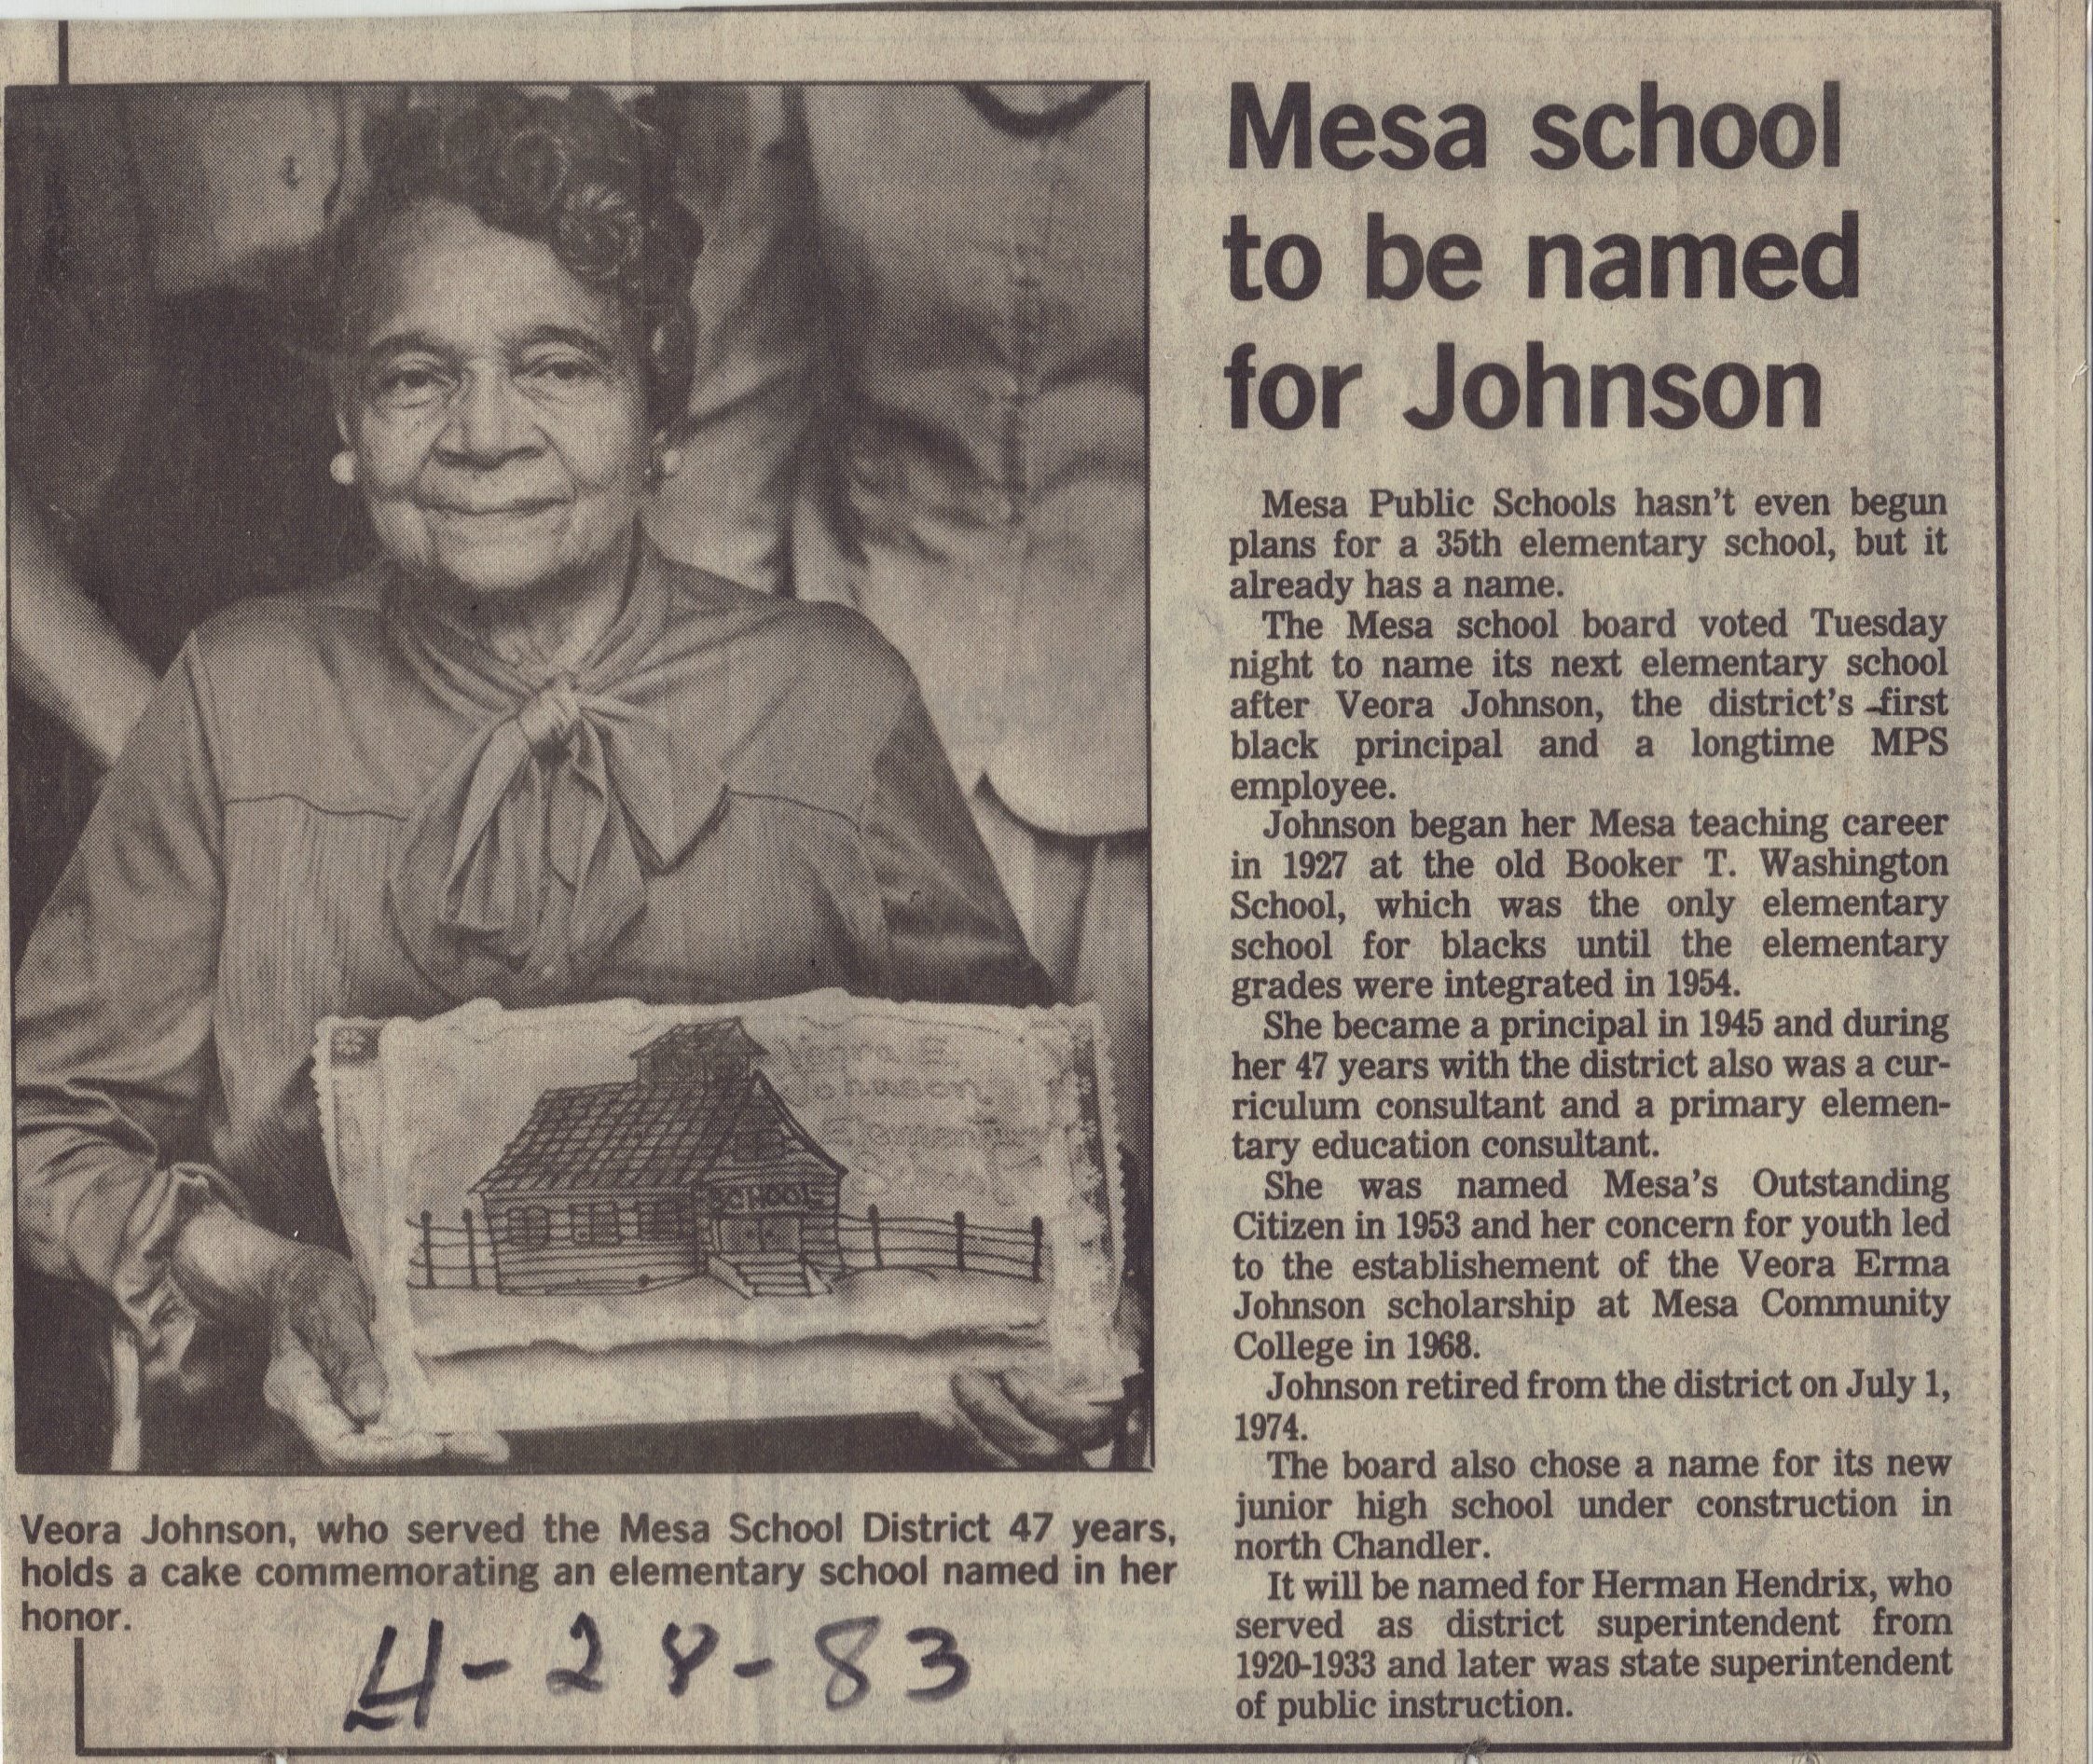 Mesa school
to be named
for Johnson
Mesa Public Schools hasn't even begun
plans for a 35th elementary school, but it
already has a name.
The Mesa school board voted Tuesday
night to name its next elementary school
after Veora Johnson, the district's first
black principal and a longtime MPS
employee.
Johnson began her Mesa teaching career
in 1927 at the old Booker T. Washington
School, which was the only elementary
school for blacks until the elementary
grades were integrated in 1954.
She became a principal in 1945 and during
her 47 years with the district also was a cur-
riculum consultant and a primary elemen-
tary education consultant.
She was named Mesa's Outstanding
Citizen in 1953 and her concern for youth led
to the establishement of the Veora Erma
Johnson scholarship at Mesa Community
College in 1968.
Johnson retired from the district on July 1,
1974.
The board also chose a name for its new
junior high school under construction in
north Chandler.
It will be named for Herman Hendrix, who
served as district superintendent from
1920-1933 and later was state superintendent
of public instruction.
SCHOOL
Veora Johnson, who served the Mesa School District 47 years,
holds a cake commemorating an elementary school named in her
honor.
4-28-83